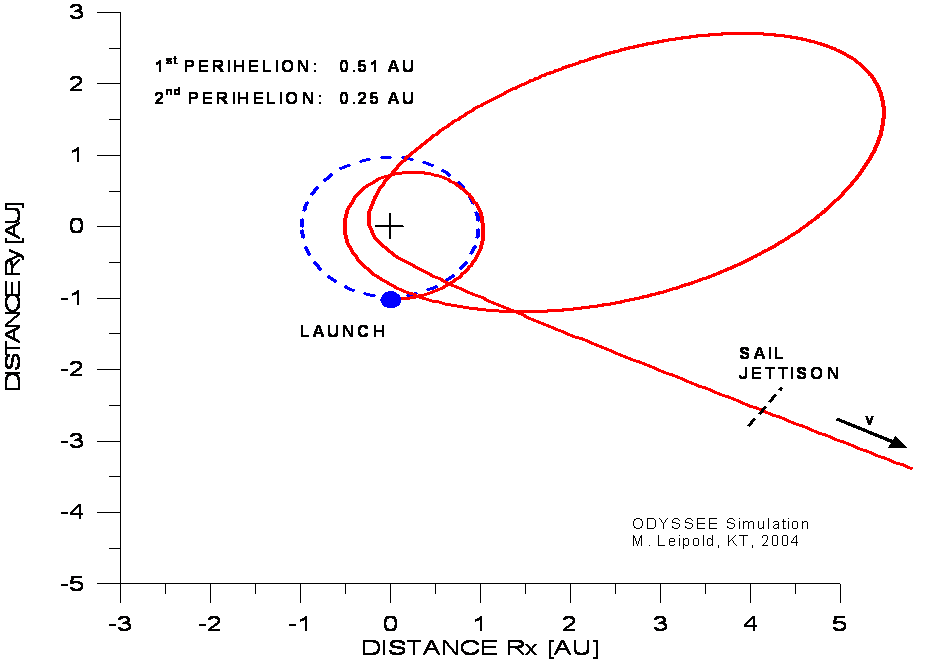 3
2
1
0
-1
-2
-3
-4
-5
DISTANCE Ry [AU]
1st PERIHELION: 0.51 AU
2nd PERIHELION: 0.25 AU
LAUNCH
SAIL
JETTISON
v
ODYSSEE Simulation
M. Leipold, KT, 2004
-3 -2 -1 0 1 2 3 4 5
DISTANCE Rx [AU]